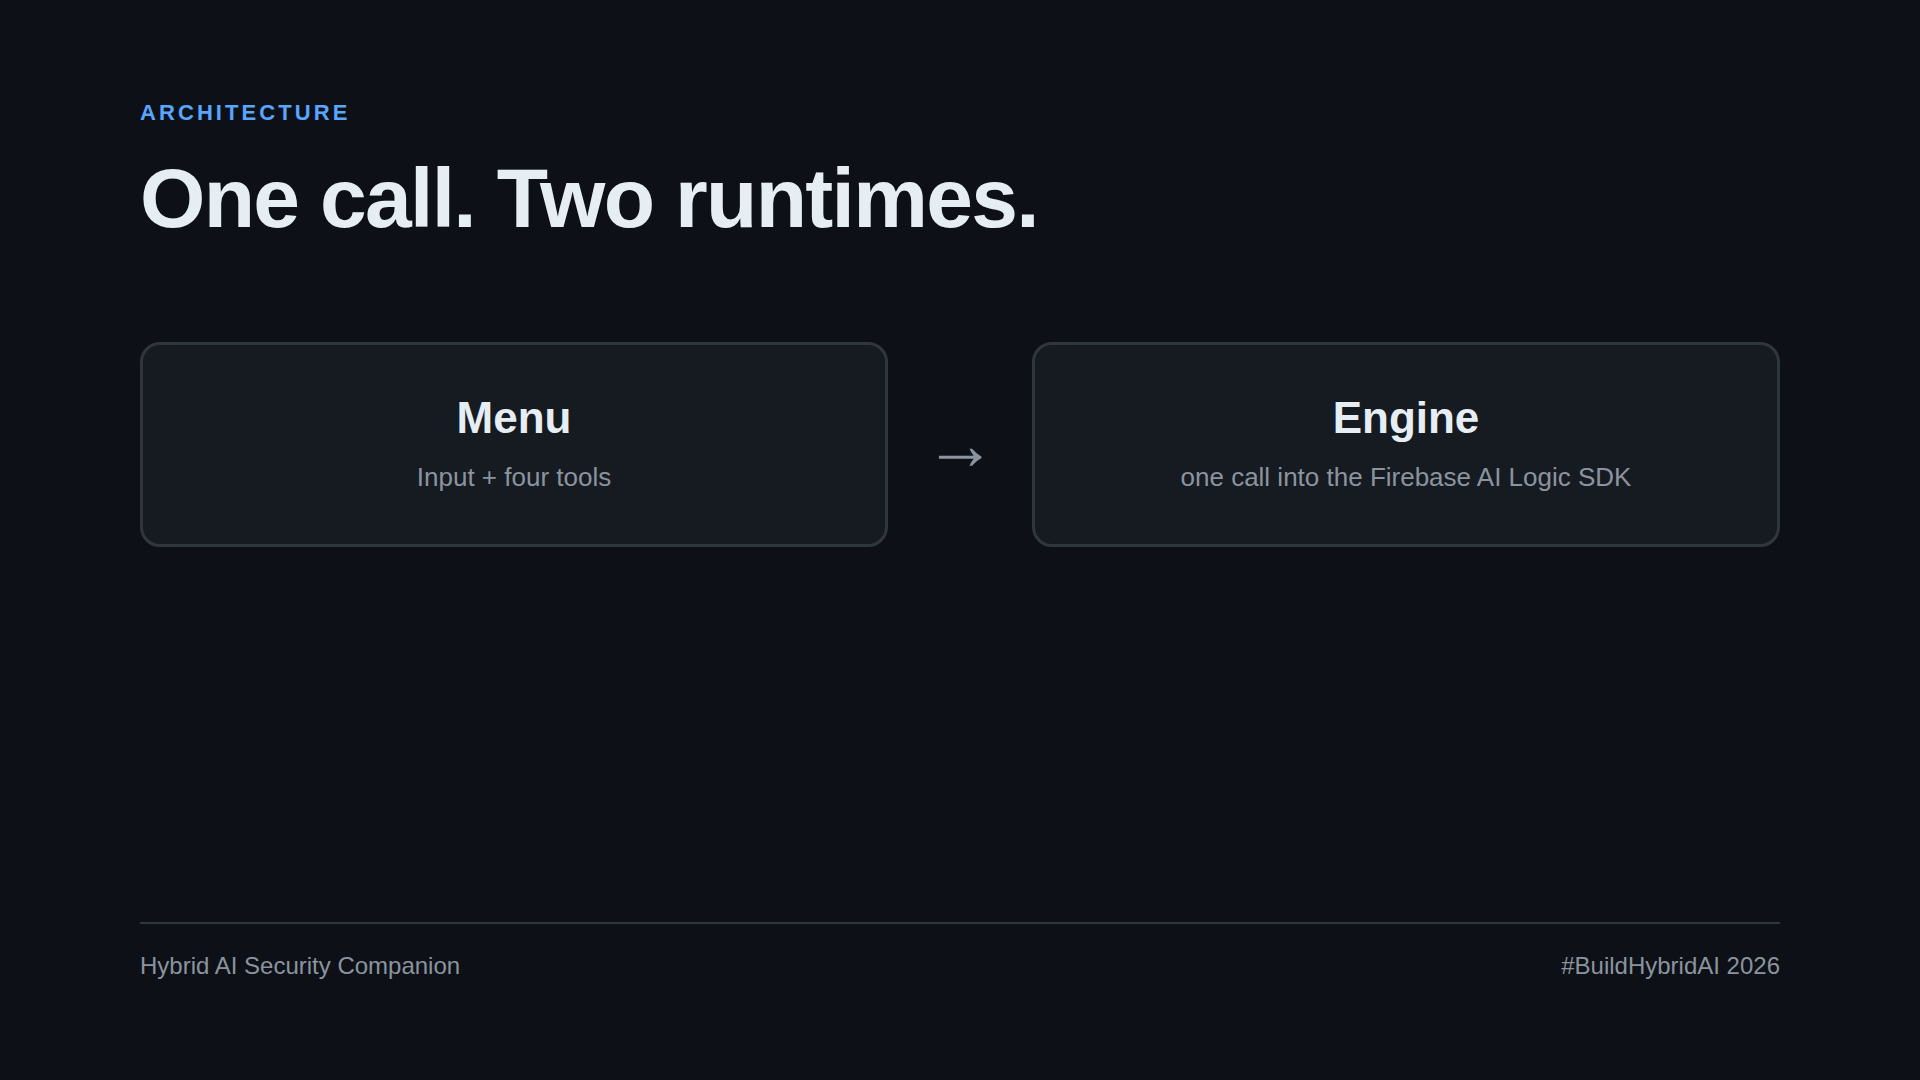 ARCHITECTURE
One call. Two runtimes.
Menu
Input + four tools
→
Engine
one call into the Firebase AI Logic SDK
Hybrid AI Security Companion
#BuildHybridAI 2026